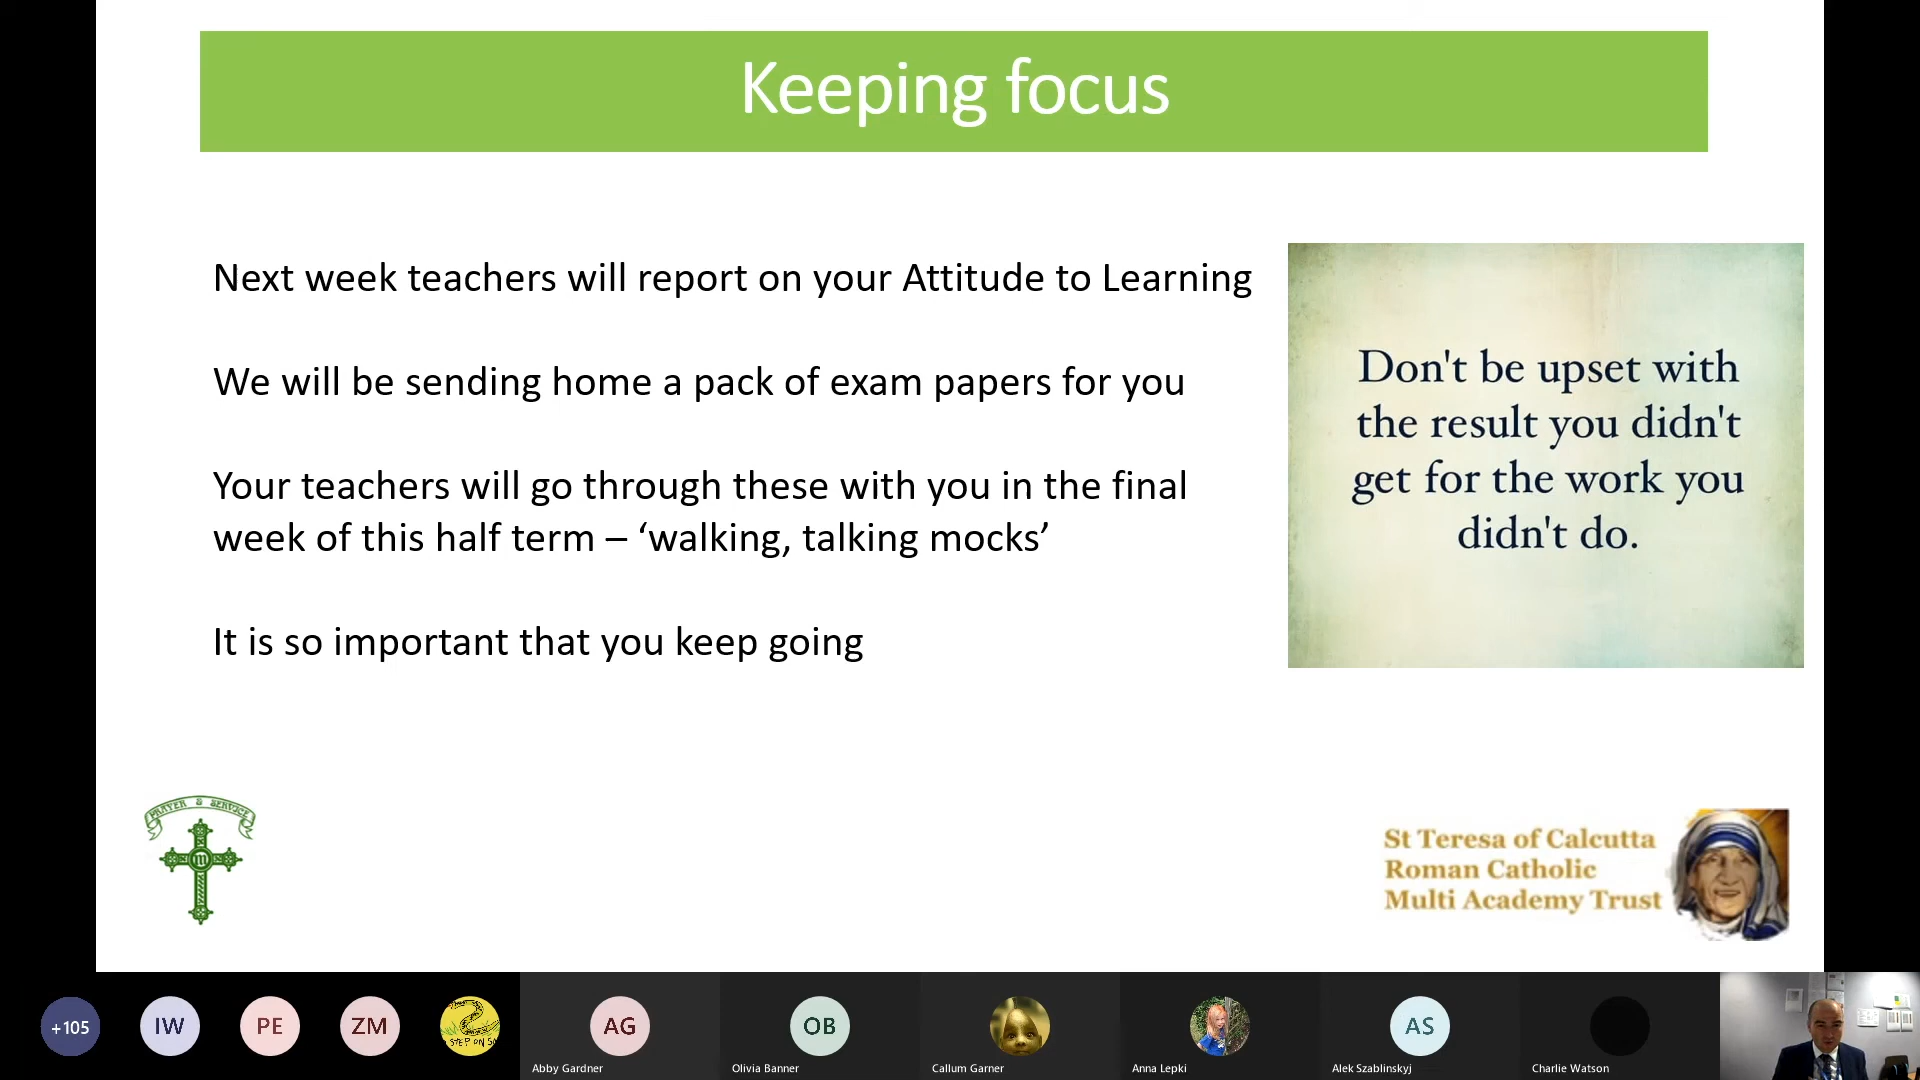 Keeping focus
Next week teachers will report on your Attitude to Learning
We will be sending home a pack of exam papers for you
Your teachers will go through these with you in the final
week of this half term – ‘walking, talking mocks’
It is so important that you keep going
Don't be upset with
the result you didn't
get for the work you
didn't do.
PRAYER & SERVICE
m
St Teresa of Calcutta
Roman Catholic
Multi Academy Trust
+105
IW
PE
ZM
STEP ON
AG
OB
AS
Abby Gardner
Olivia Banner
Callum Garner
Anna Lepki
Alek Szablinskyj
Charlie Watson